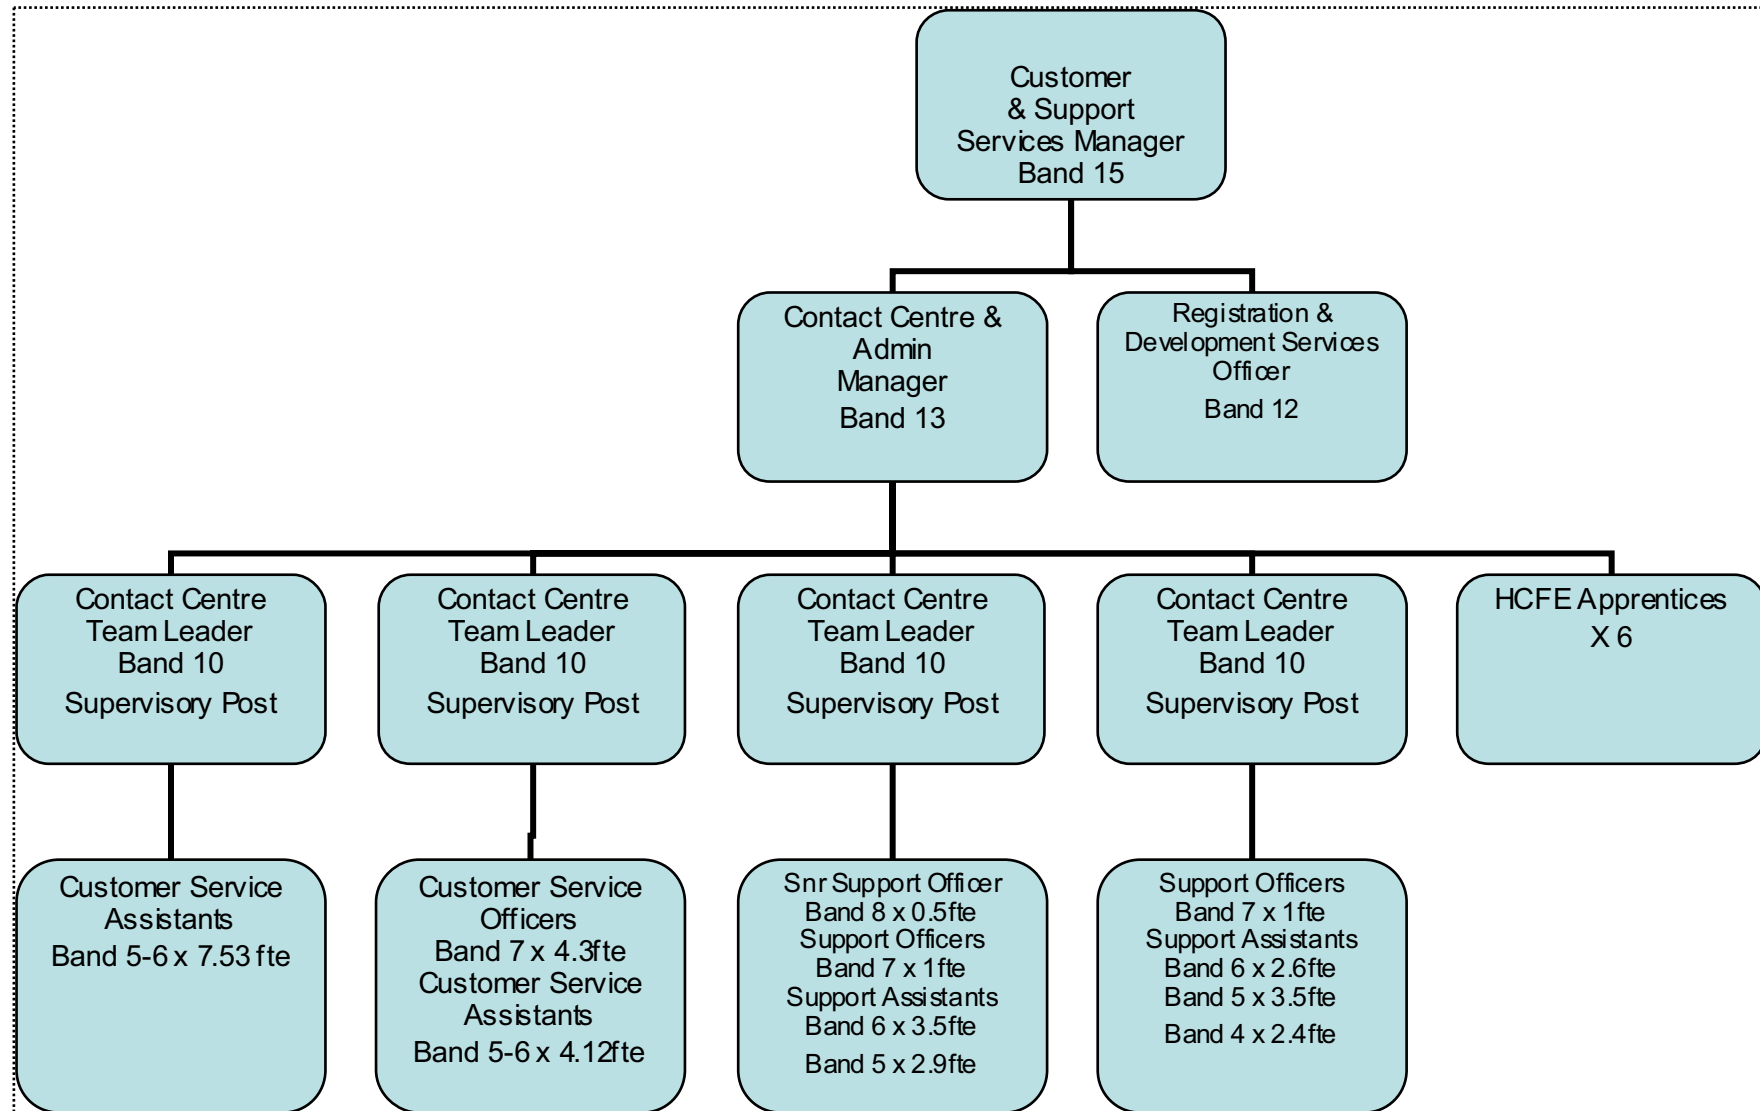 Customer
& Support
Services Manager
Band 15
Contact Centre &
Admin
Manager
Band 13
Registration &
Development Services
Officer
Band 12
Contact Centre
Team Leader
Band 10
Supervisory Post
Contact Centre
Team Leader
Band 10
Supervisory Post
Contact Centre
Team Leader
Band 10
Supervisory Post
Contact Centre
Team Leader
Band 10
Supervisory Post
HCFE Apprentices
X 6
Customer Service
Assistants
Band 5-6 x 7.53 fte
Customer Service
Officers
Band 7 x 4.3fte
Customer Service
Assistants
Band 5-6 x 4.12fte
Snr Support Officer
Band 8 x 0.5fte
Support Officers
Band 7 x 1fte
Support Assistants
Band 6 x 3.5fte
Band 5 x 2.9fte
Support Officers
Band 7 x 1fte
Support Assistants
Band 6 x 2.6fte
Band 5 x 3.5fte
Band 4 x 2.4fte